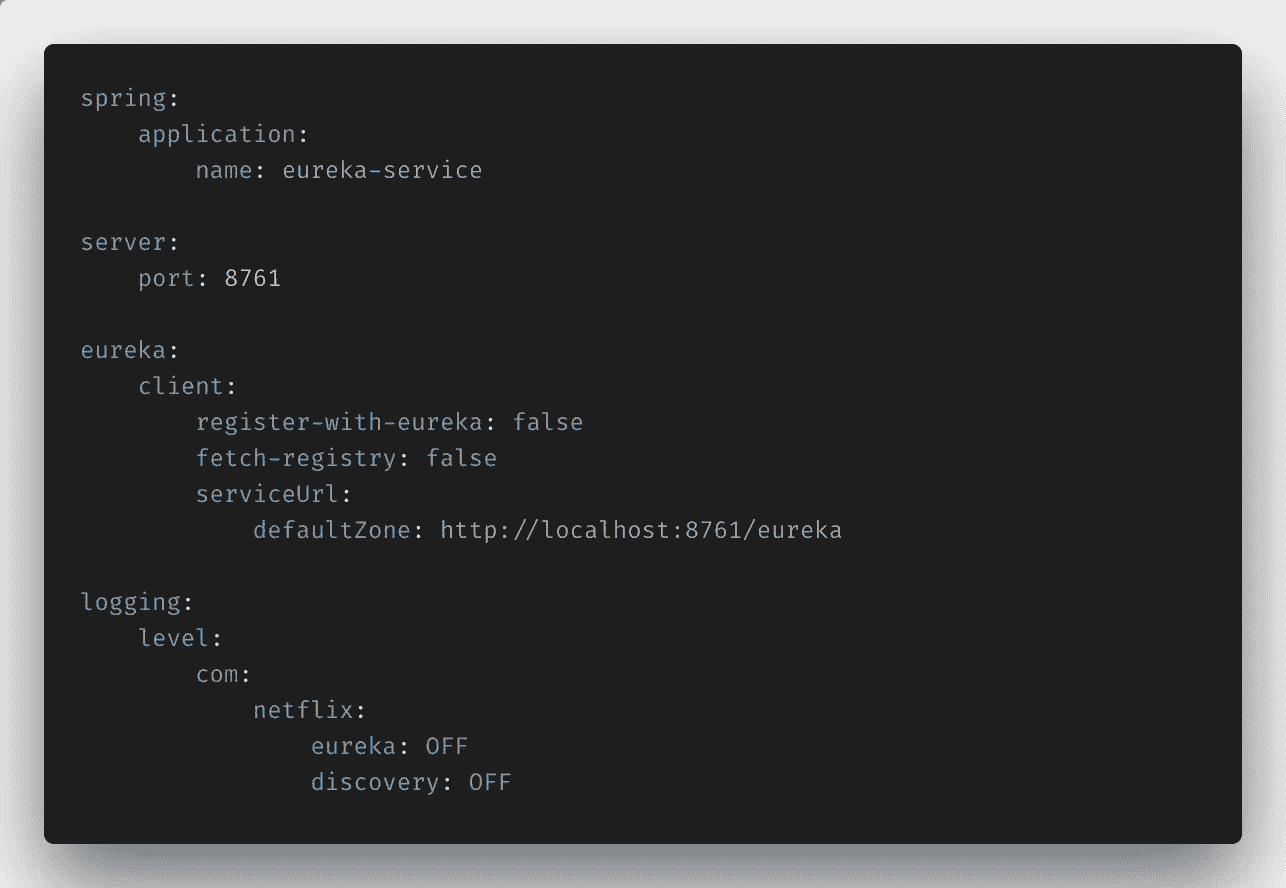 spring:
    application:
        name: eureka-service

server:
    port: 8761

eureka:
    client:
        register-with-eureka: false
        fetch-registry: false
        serviceUrl:
            defaultZone: http://localhost:8761/eureka

logging:
    level:
        com:
            netflix:
                eureka: OFF
                discovery: OFF